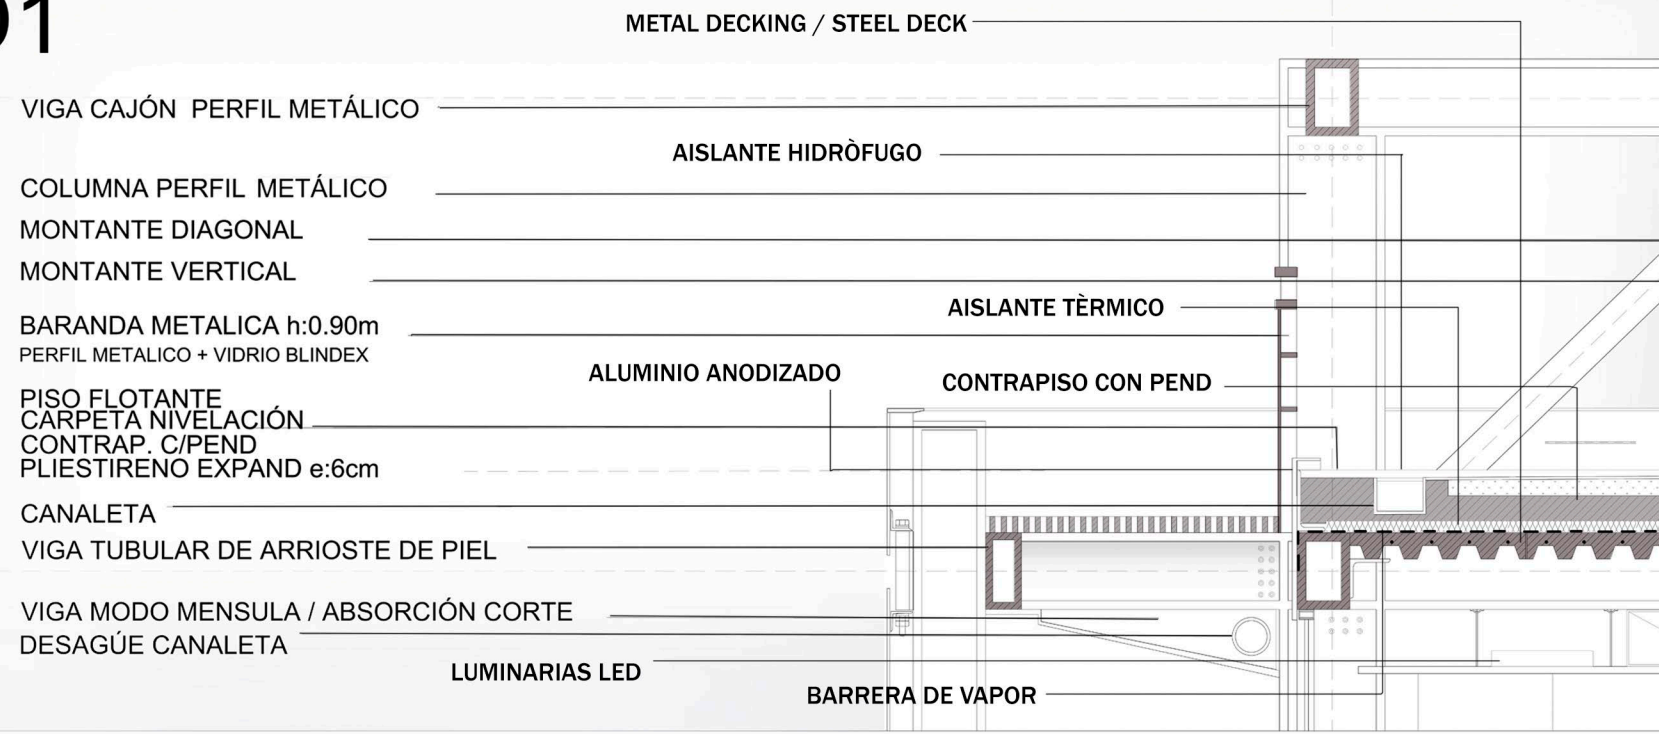 01
METAL DECKING / STEEL DECK
VIGA CAJÓN PERFIL METÁLICO
AISLANTE HIDRÒFUGO
COLUMNA PERFIL METÁLICO
MONTANTE DIAGONAL
MONTANTE VERTICAL
AISLANTE TÈRMICO
BARANDA METALICA h:0.90m
PERFIL METALICO + VIDRIO BLINDEX
ALUMINIO ANODIZADO
CONTRAPISO CON PEND
PISO FLOTANTE
CARPETA NIVELACIÓN
CONTRAP. C/PEND
PLIESTIRENO EXPAND e:6cm
CANALETA
VIGA TUBULAR DE ARRIOSTE DE PIEL
VIGA MODO MENSULA / ABSORCIÓN CORTE
DESAGÚE CANALETA
LUMINARIAS LED
BARRERA DE VAPOR